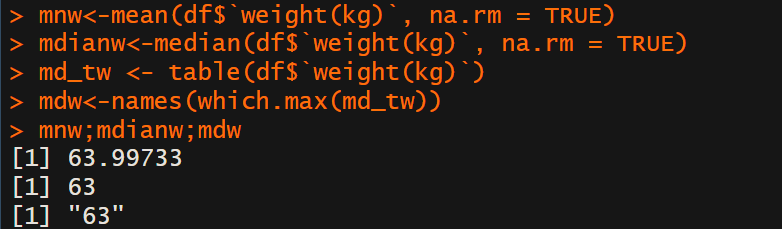 > mnw<-mean(df$`weight(kg)`, na.rm = TRUE)
> mdianw<-median(df$`weight(kg)`, na.rm = TRUE)
> md_tw <- table(df$`weight(kg)`)
> mdw<-names(which.max(md_tw))
> mnw;mdianw;mdw
[1] 63.99733
[1] 63
[1] "63"